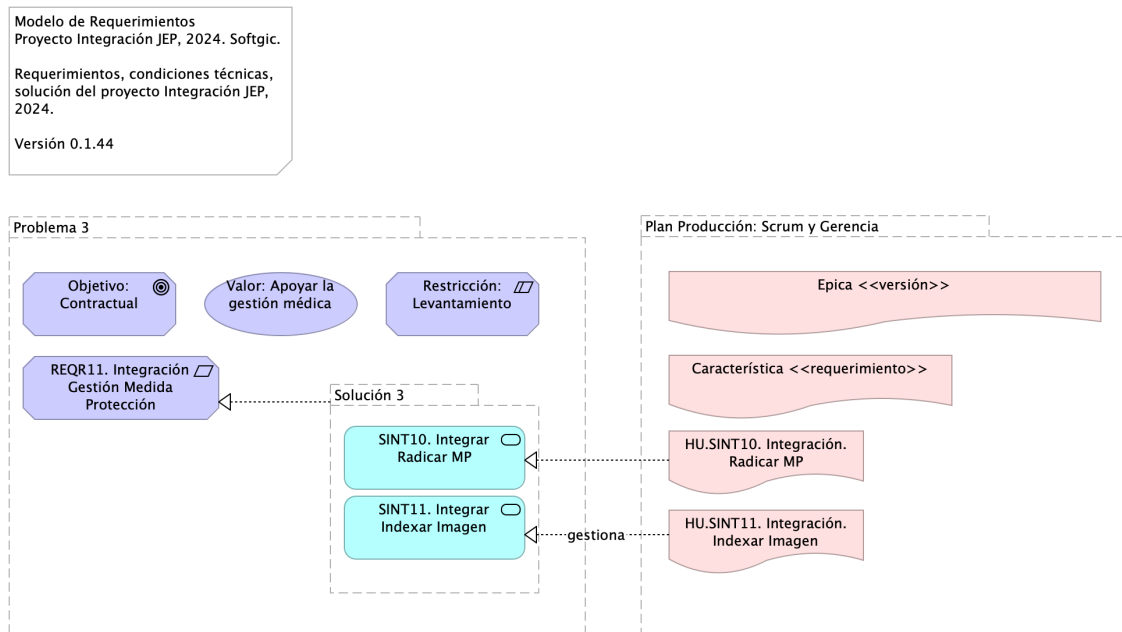 Modelo de Requerimientos
Proyecto Integración JEP, 2024. Softgic.
Requerimientos, condiciones técnicas,
solución del proyecto Integración JEP,
2024.
Versión 0.1.44
Problema 3
Objetivo:
Contractual
Valor: Apoyar la
gestión médica
Restricción:
Levantamiento
REQR11. Integración
Gestión Medida
Protección
Solución 3
SINT10. Integrar
Radicar MP
SINT11. Integrar
Indexar Imagen
gestiona
Plan Producción: Scrum y Gerencia
Epica <<versión>>
Característica <<requerimiento>>
HU.SINT10. Integración.
Radicar MP
HU.SINT11. Integración.
Indexar Imagen